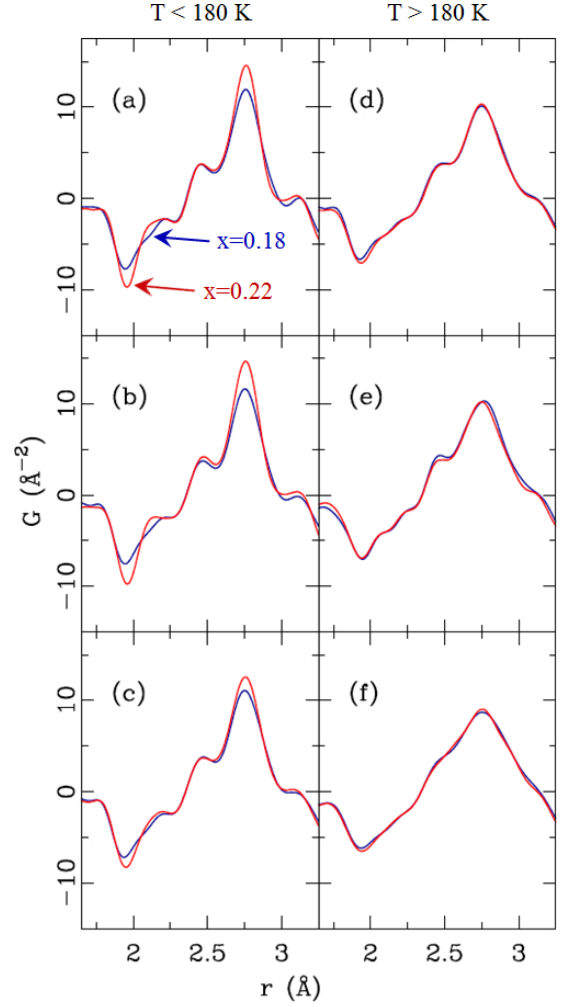 T < 180 K
T > 180 K
(a)
(d)
10
0
−10
x=0.18
x=0.22
(b)
(e)
10
0
−10
G (Å⁻²)
(c)
(f)
10
0
−10
2
2.5
3
2
2.5
3
r (Å)
r (Å)